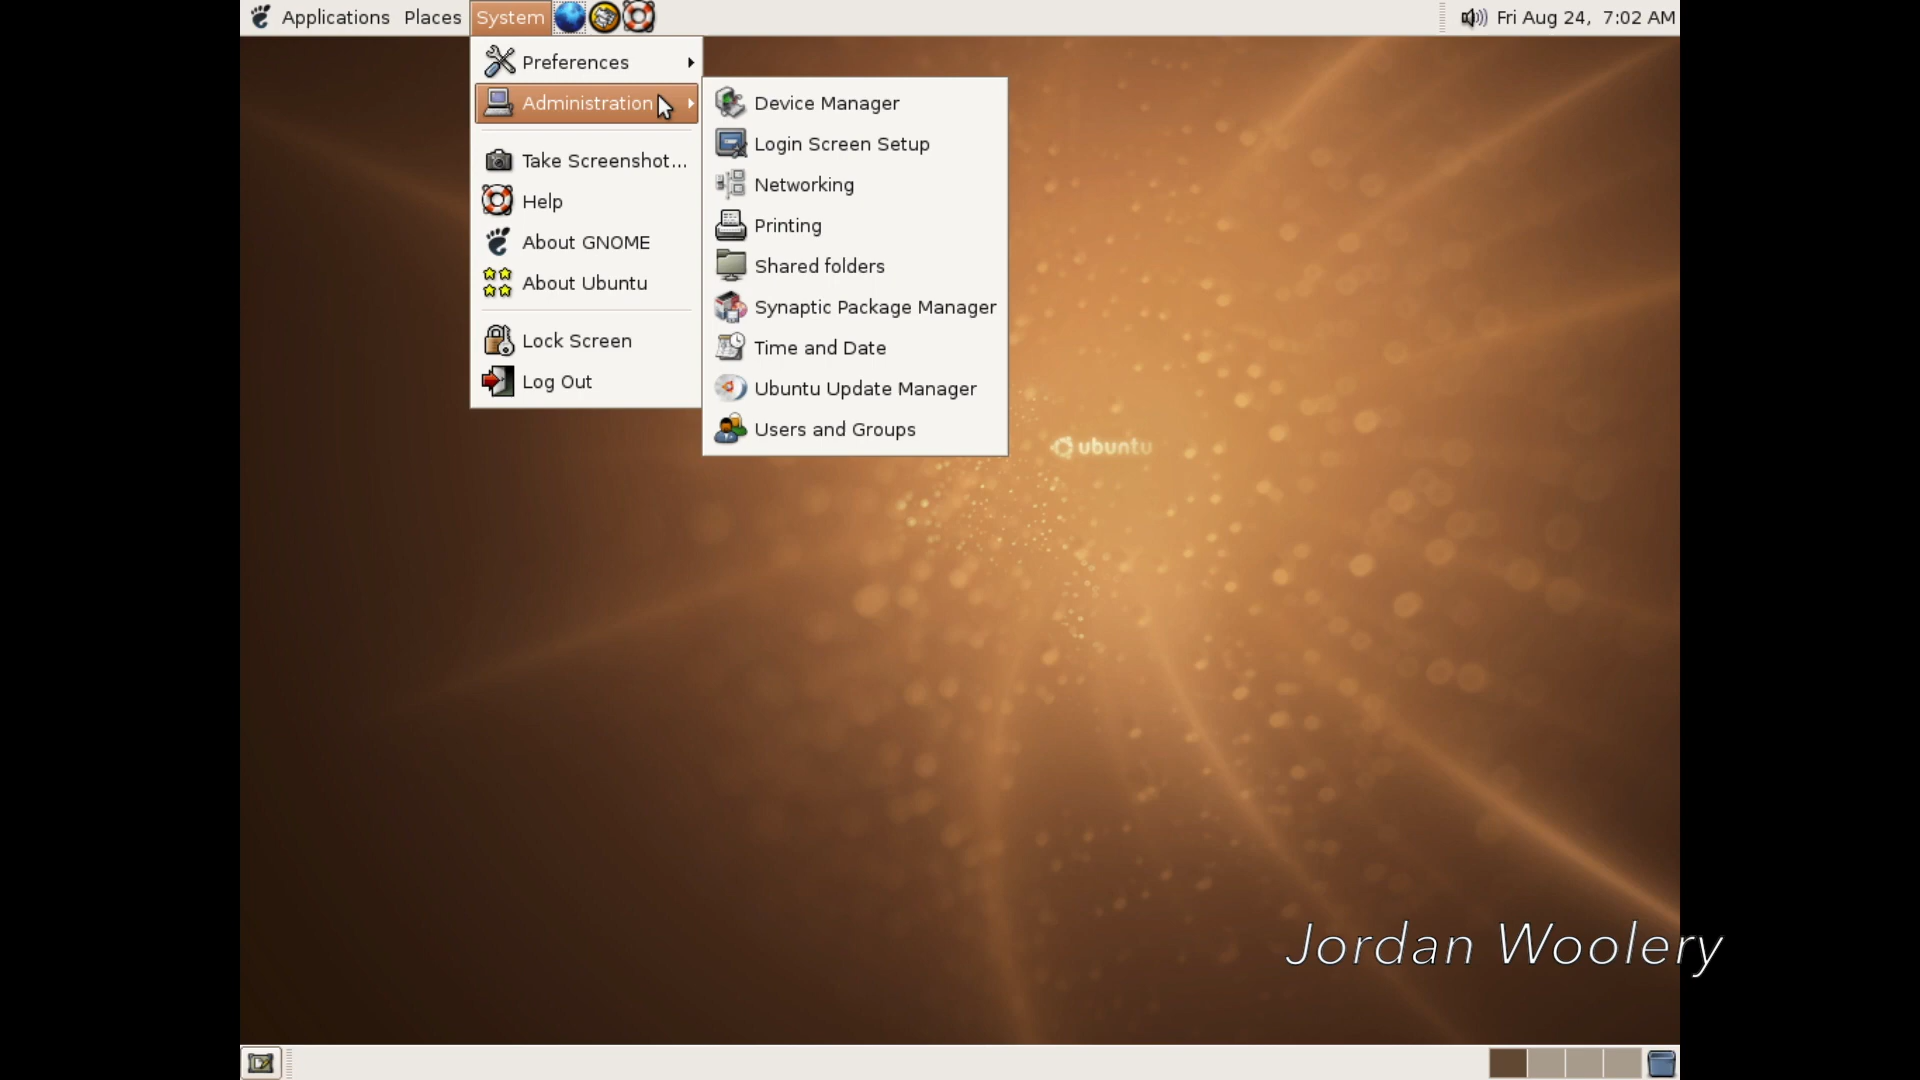 Applications Places System Fri Aug 24, 7:02 AM
Preferences
Administration
Take Screenshot...
Help
About GNOME
About Ubuntu
Lock Screen
Log Out
Device Manager
Login Screen Setup
Networking
Printing
Shared folders
Synaptic Package Manager
Time and Date
Ubuntu Update Manager
Users and Groups
ubuntu
Jordan Woolery